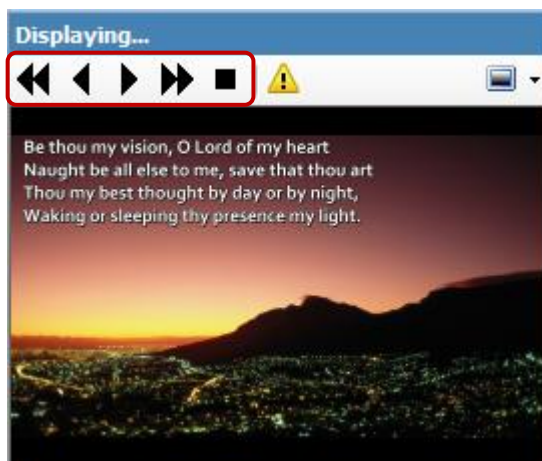 Displaying...
Be thou my vision, O Lord of my heart
Naught be all else to me, save that thou art
Thou my best thought by day or by night,
Waking or sleeping thy presence my light.